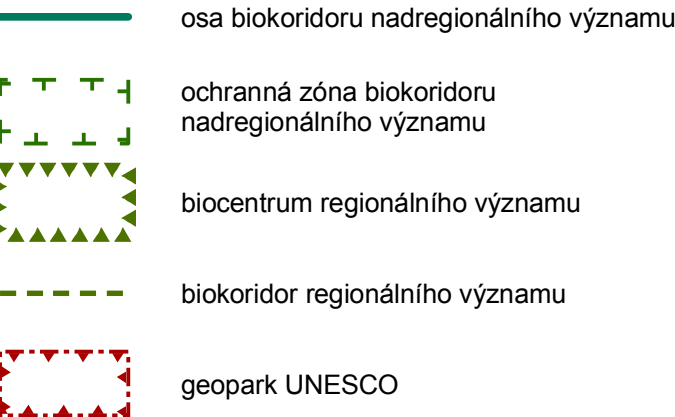 osa biokoridoru nadregionálního významu
ochranná zóna biokoridoru
nadregionálního významu
biocentrum regionálního významu
biokoridor regionálního významu
geopark UNESCO